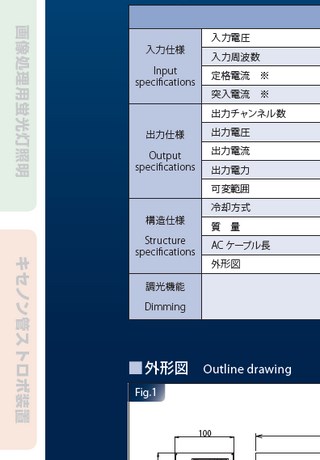 画像処理用蛍光灯照明
キセノン管ストロボ装置
入力仕様
Input
specifications
入力電圧
入力周波数
定格電流　※
突入電流　※
出力仕様
Output
specifications
出力チャンネル数
出力電圧
出力電流
出力電力
可変範囲
構造仕様
Structure
specifications
冷却方式
質　量
ACケーブル長
外形図
調光機能
Dimming
■外形図　Outline drawing
Fig.1
100